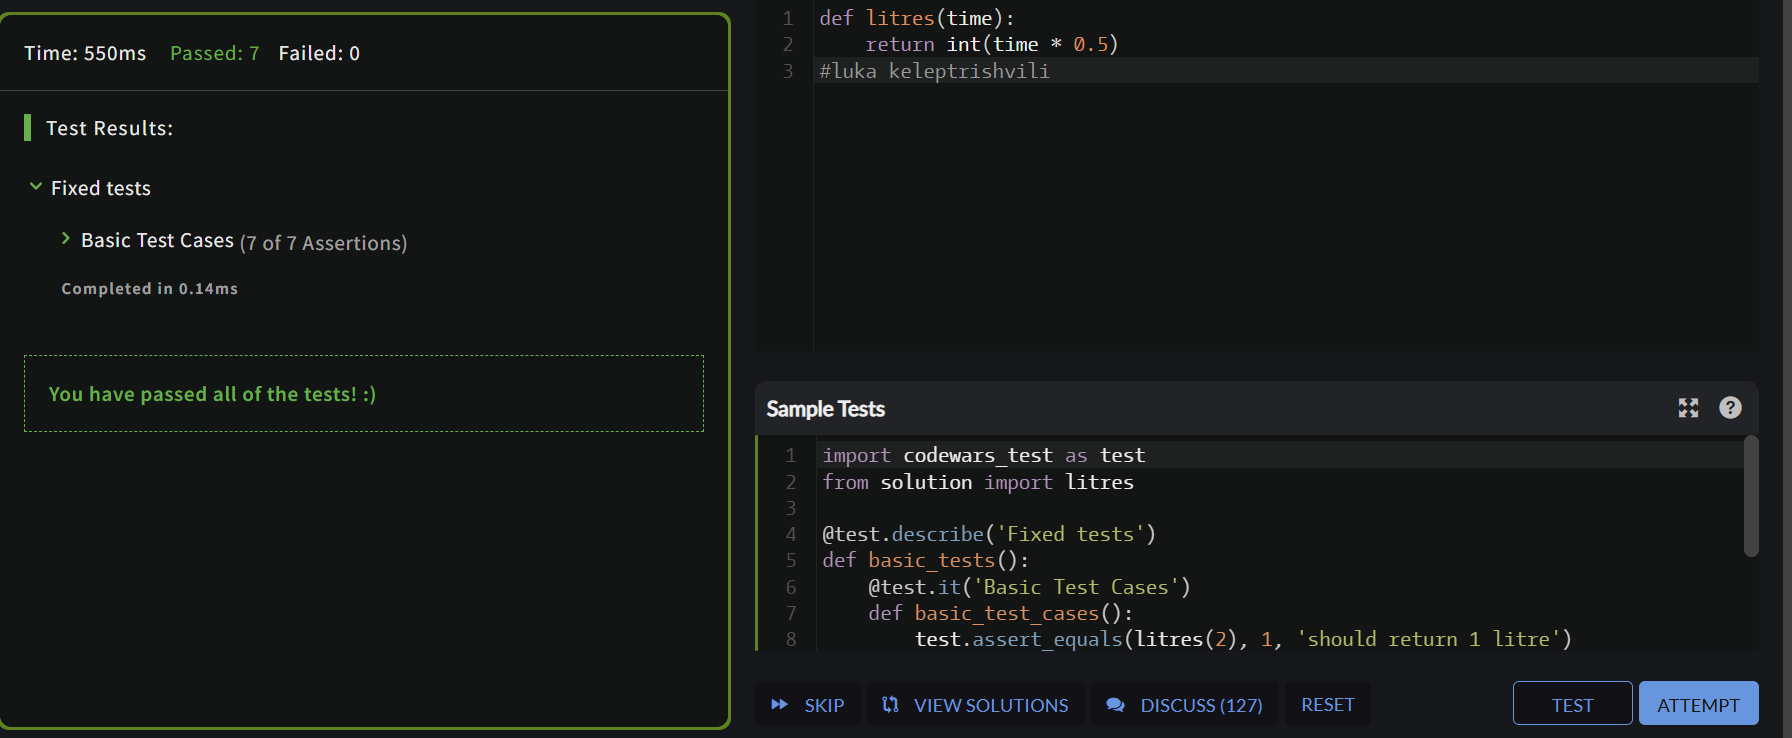 Time: 550ms Passed: 7 Failed: 0
Test Results:
Fixed tests
Basic Test Cases (7 of 7 Assertions)
Completed in 0.14ms
You have passed all of the tests! :)
1 def litres(time):
2     return int(time * 0.5)
3 #luka keleptrishvili
Sample Tests
1 import codewars_test as test
2 from solution import litres
3
4 @test.describe('Fixed tests')
5 def basic_tests():
6     @test.it('Basic Test Cases')
7     def basic_test_cases():
8         test.assert_equals(litres(2), 1, 'should return 1 litre')
SKIP VIEW SOLUTIONS DISCUSS (127) RESET TEST ATTEMPT